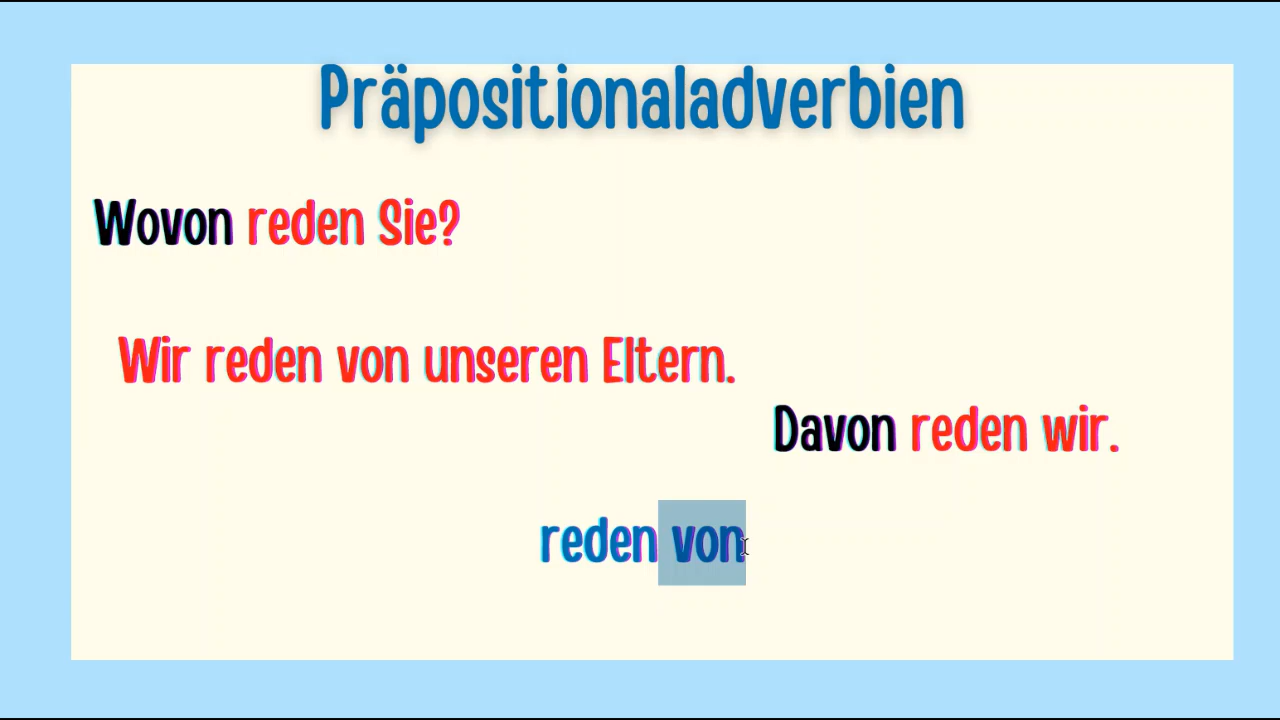 Präpositionaladverbien
Wovon reden Sie?
Wir reden von unseren Eltern.
Davon reden wir.
reden von